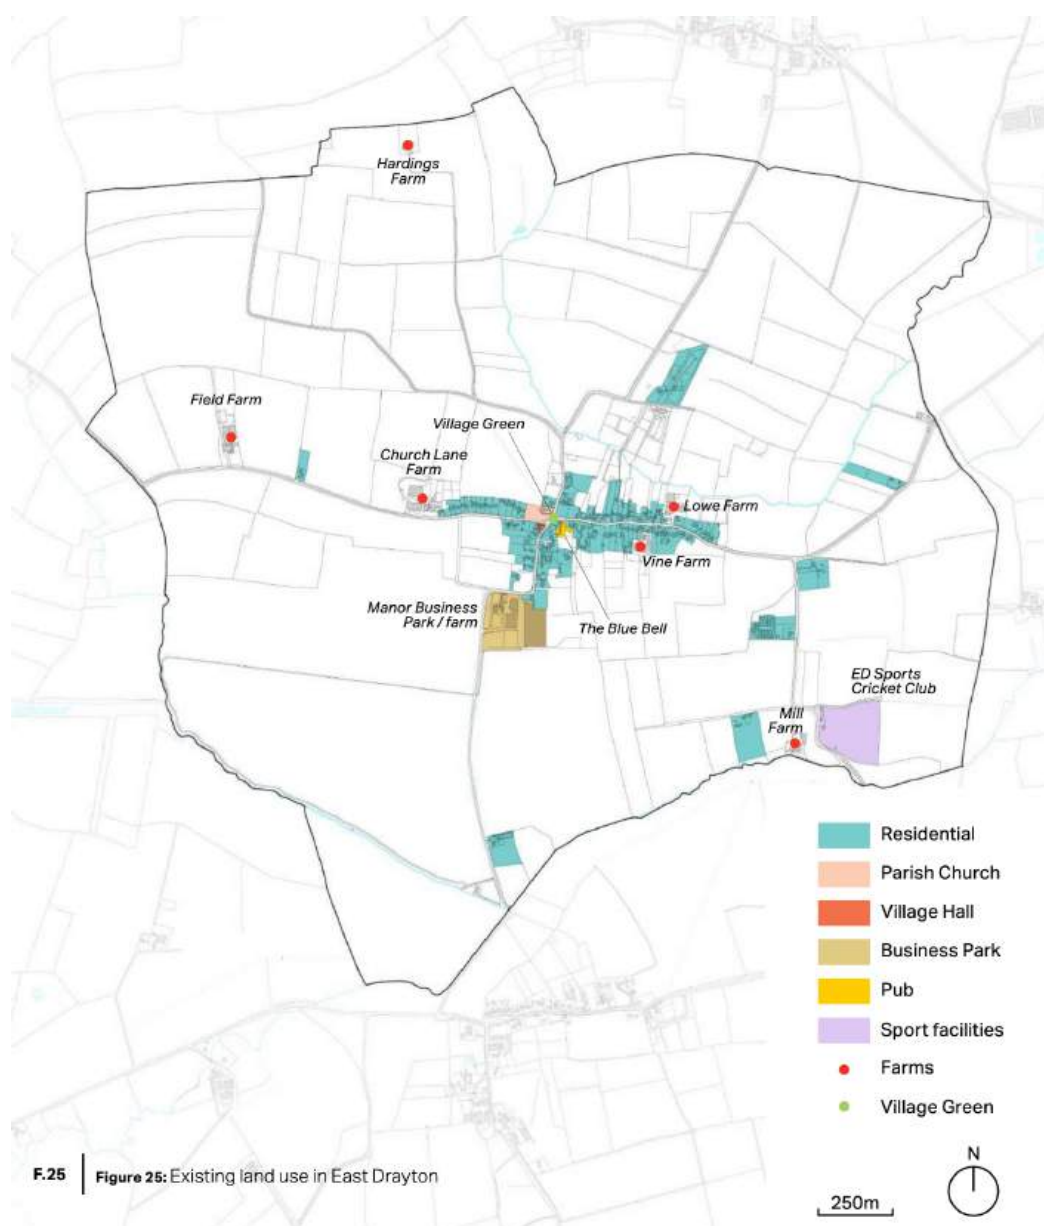 Hardings
Farm
Field Farm
Village Green
Church Lane
Farm
Lowe Farm
Vine Farm
Manor Business
Park / farm
The Blue Bell
ED Sports
Cricket Club
Mill
Farm
Residential
Parish Church
Village Hall
Business Park
Pub
Sport facilities
Farms
Village Green
N
250m
F.25 Figure 25: Existing land use in East Drayton